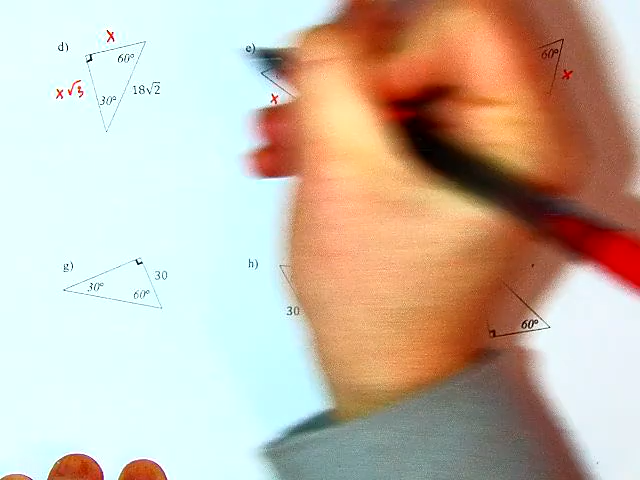 d) x 60° x√3 30° 18√2
e) x
60° x
g) 30° 60° 30
h) 30
60°